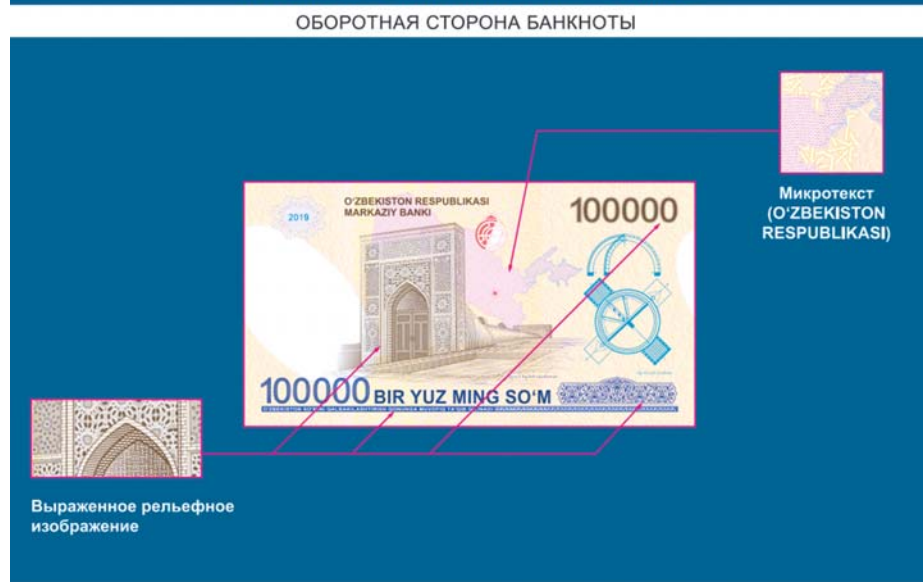 ОБОРОТНАЯ СТОРОНА БАНКНОТЫ
Микротекст
(O‘ZBEKISTON
RESPUBLIKASI)
2019
O‘ZBEKISTON RESPUBLIKASI
MARKAZIY BANKI
100000
100000 BIR YUZ MING SO‘M
Выраженное рельефное
изображение